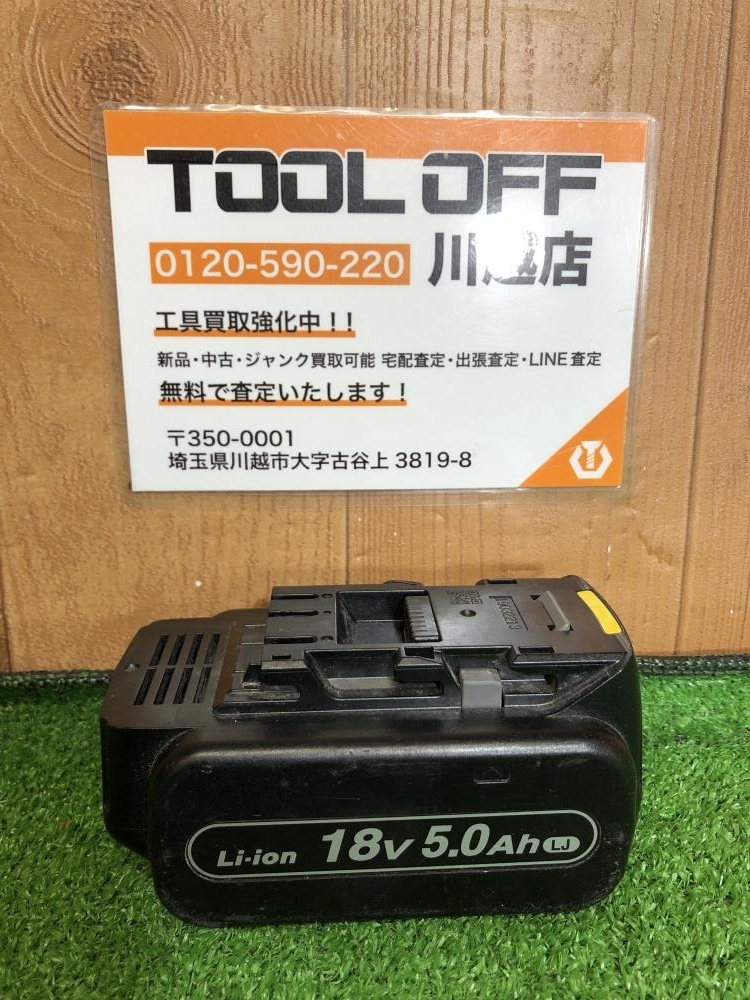 TOOL OFF
0120-590-220 川越店
工具買取強化中!!
新品・中古・ジャンク買取可能 宅配査定・出張査定・LINE査定
無料で査定いたします!
〒350-0001
埼玉県川越市大字古谷上 3819-8
Li-ion 18V 5.0Ah LJ